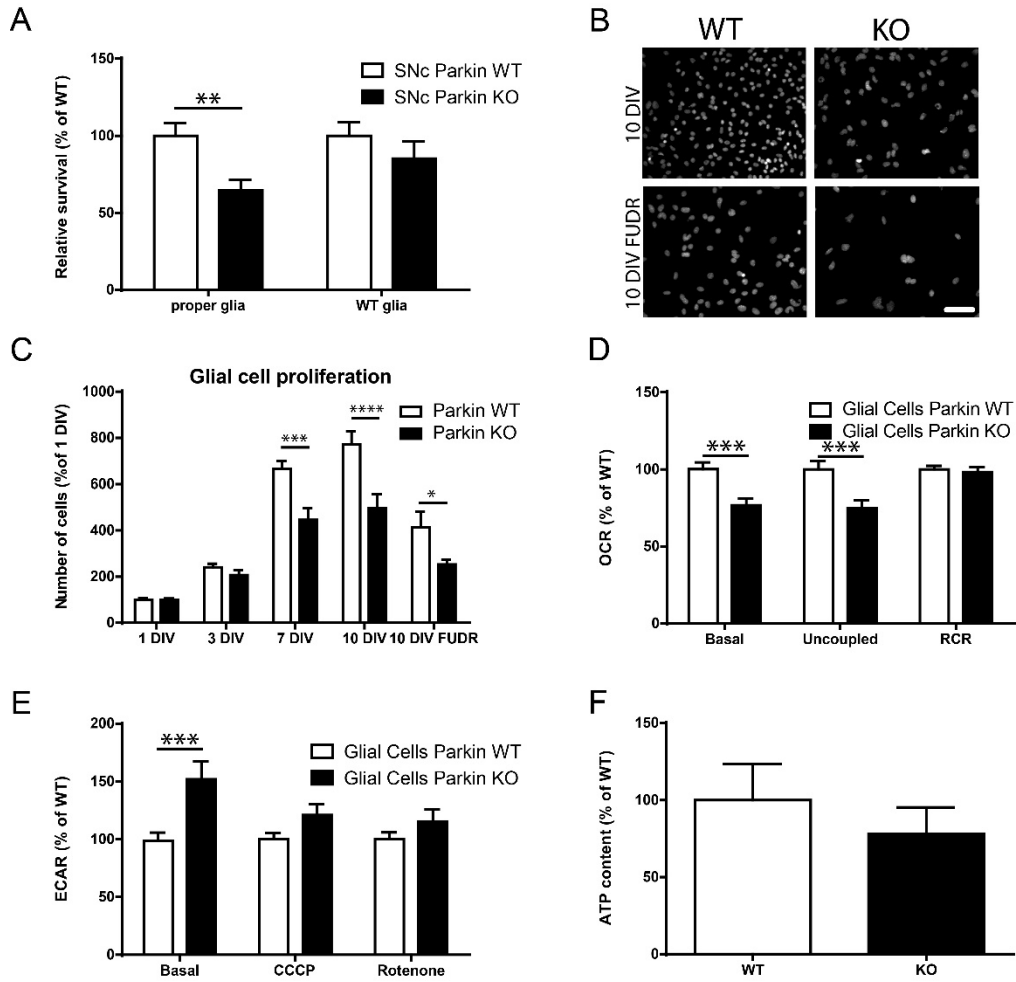 A
Relative survival (% of WT)
150
100
50
0
**
SNc Parkin WT
SNc Parkin KO
proper glia
WT glia
B
WT
KO
10 DIV
10 DIV FUDR
C
Glial cell proliferation
Number of cells (%of 1 DIV)
1000
800
600
400
200
0
***
****
*
Parkin WT
Parkin KO
1 DIV
3 DIV
7 DIV
10 DIV
10 DIV FUDR
D
OCR (% of WT)
150
100
50
0
***
***
Glial Cells Parkin WT
Glial Cells Parkin KO
Basal
Uncoupled
RCR
E
ECAR (% of WT)
200
150
100
50
0
***
Glial Cells Parkin WT
Glial Cells Parkin KO
Basal
CCCP
Rotenone
F
ATP content (% of WT)
150
100
50
0
WT
KO